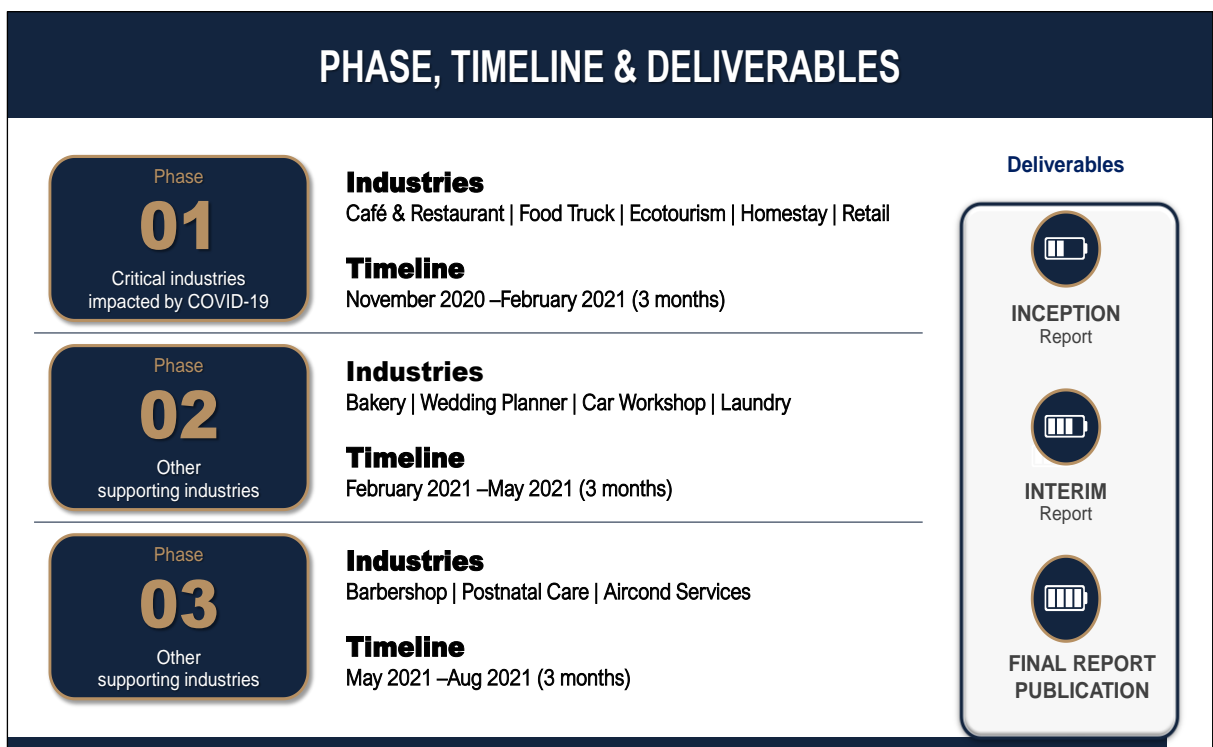 PHASE, TIMELINE & DELIVERABLES
Phase
01
Critical industries
impacted by COVID-19
Industries
Café & Restaurant | Food Truck | Ecotourism | Homestay | Retail
Timeline
November 2020 –February 2021 (3 months)
Phase
02
Other
supporting industries
Industries
Bakery | Wedding Planner | Car Workshop | Laundry
Timeline
February 2021 –May 2021 (3 months)
Phase
03
Other
supporting industries
Industries
Barbershop | Postnatal Care | Aircond Services
Timeline
May 2021 –Aug 2021 (3 months)
Deliverables
INCEPTION
Report
INTERIM
Report
FINAL REPORT
PUBLICATION